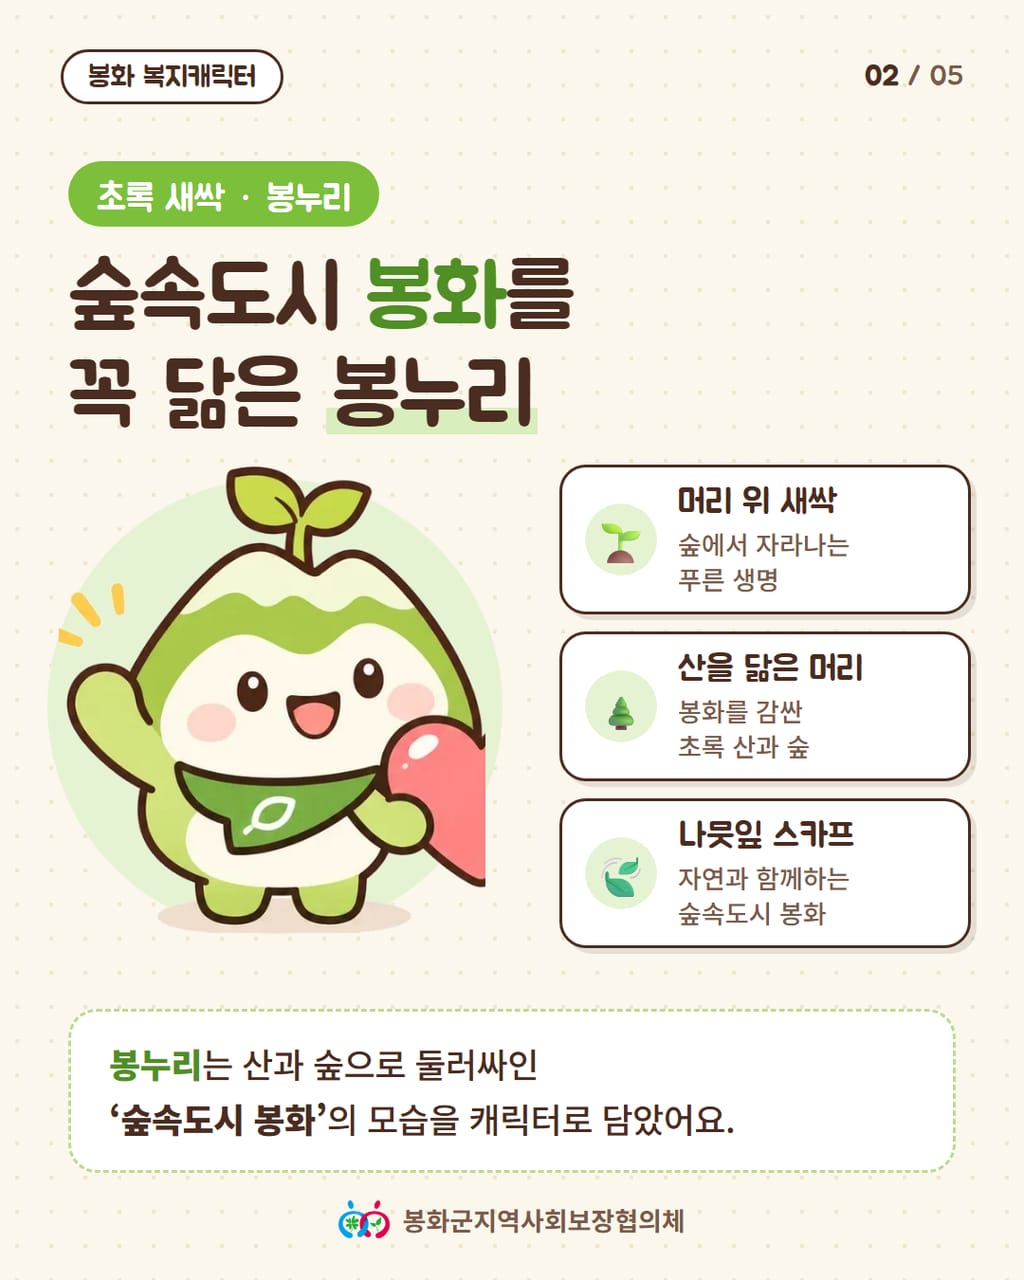 봉화 복지캐릭터
02 / 05
초록 새싹 · 봉누리
숲속도시 봉화를
꼭 닮은 봉누리
머리 위 새싹
숲에서 자라나는
푸른 생명
산을 닮은 머리
봉화를 감싼
초록 산과 숲
나뭇잎 스카프
자연과 함께하는
숲속도시 봉화
봉누리는 산과 숲으로 둘러싸인
‘숲속도시 봉화’의 모습을 캐릭터로 담았어요.
봉화군지역사회보장협의체